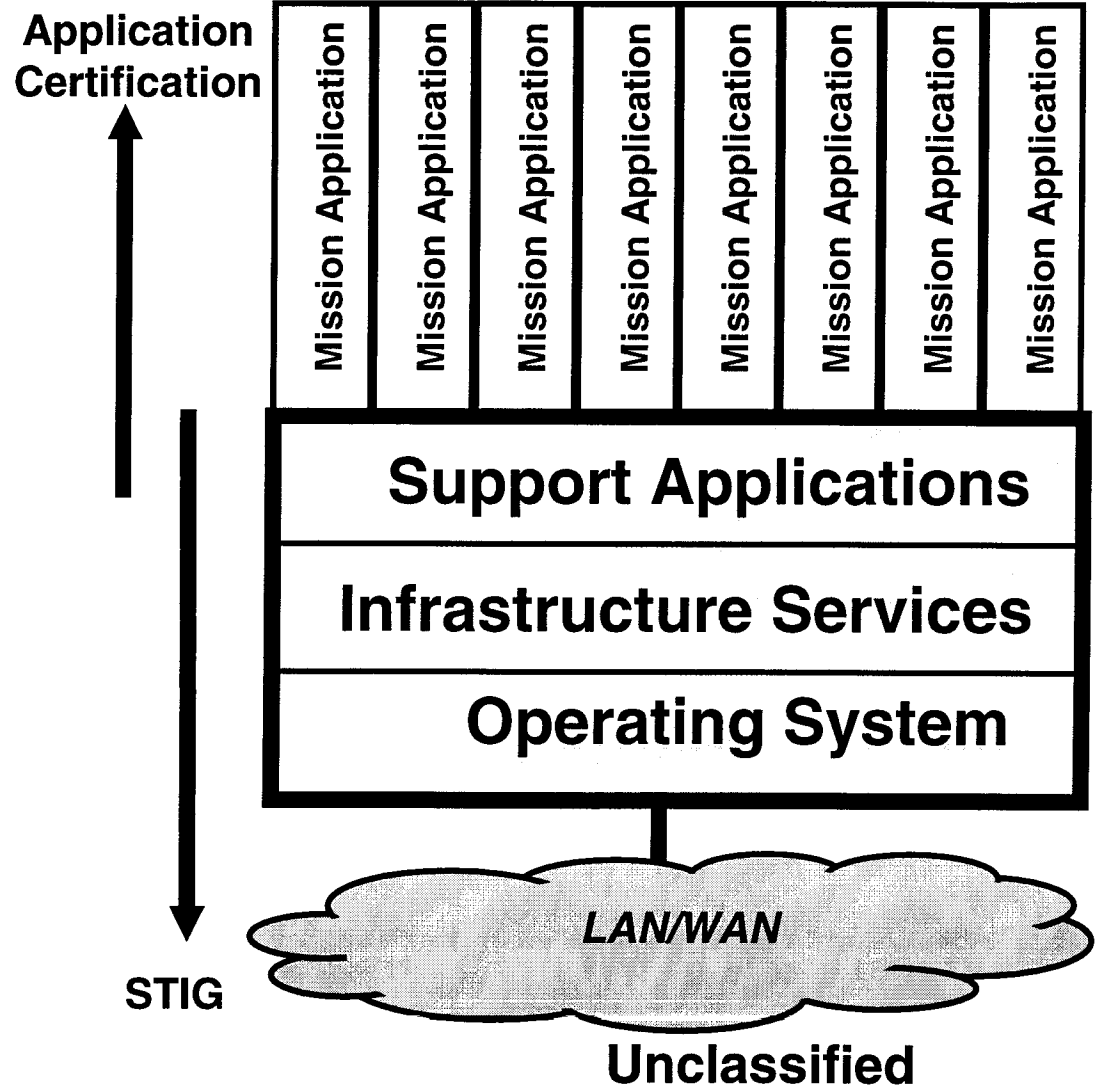 Application
Certification
Mission Application
Mission Application
Mission Application
Mission Application
Mission Application
Mission Application
Mission Application
Mission Application
Support Applications
Infrastructure Services
Operating System
LAN/WAN
STIG
Unclassified